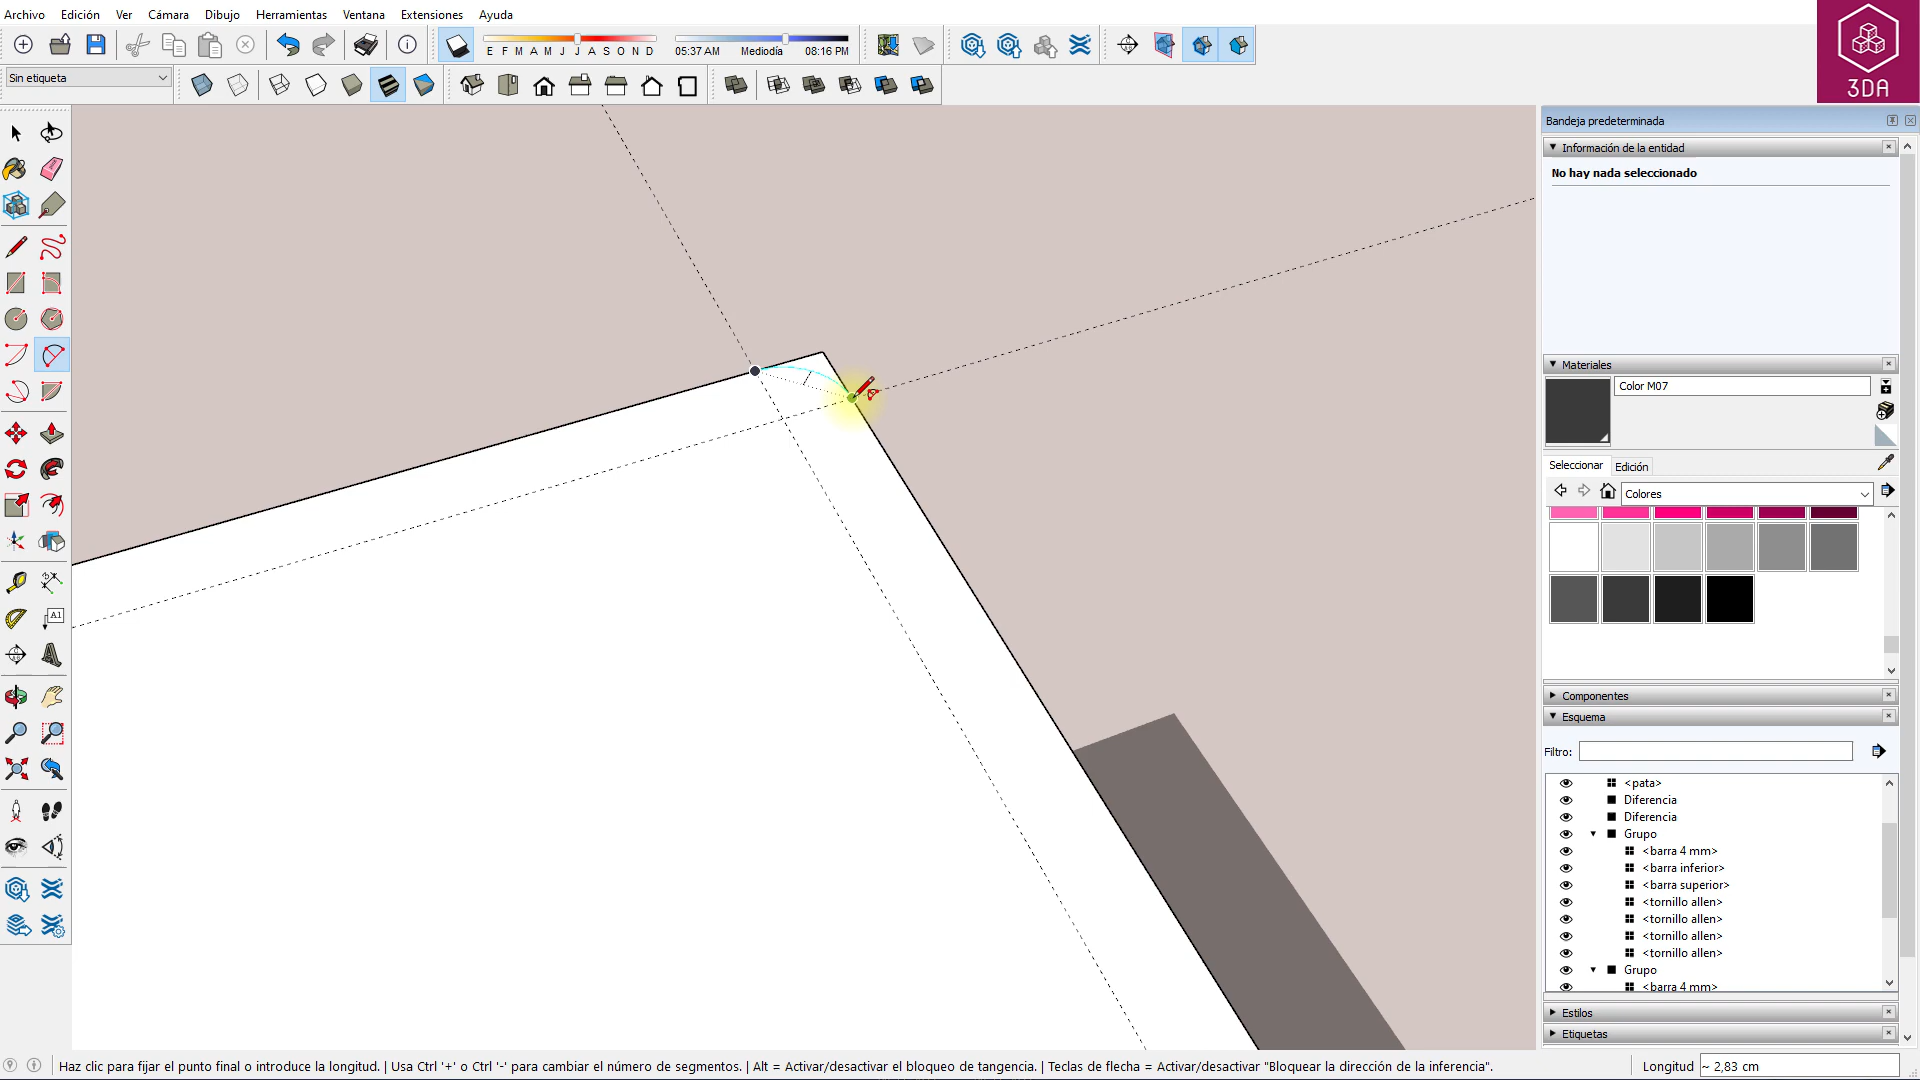 Archivo Edición Ver Cámara Dibujo Herramientas Ventana Extensiones Ayuda
E F M A M J J A S O N D 05:37 AM Mediodía 08:16 PM
Sin etiqueta
3DA
Bandeja predeterminada
Información de la entidad
No hay nada seleccionado
Materiales
Color M07
Seleccionar Edición
Colores
A1
Componentes
Esquema
Filtro:
<pata>
Diferencia
Diferencia
Grupo
<barra 4 mm>
<barra inferior>
<barra superior>
<tornillo allen>
<tornillo allen>
<tornillo allen>
<tornillo allen>
Grupo
<barra 4 mm>
Estilos
Etiquetas
Haz clic para fijar el punto final o introduce la longitud. | Usa Ctrl '+' o Ctrl '-' para cambiar el número de segmentos. | Alt = Activar/desactivar el bloqueo de tangencia. | Teclas de flecha = Activar/desactivar "Bloquear la dirección de la inferencia".
Longitud ~ 2,83 cm